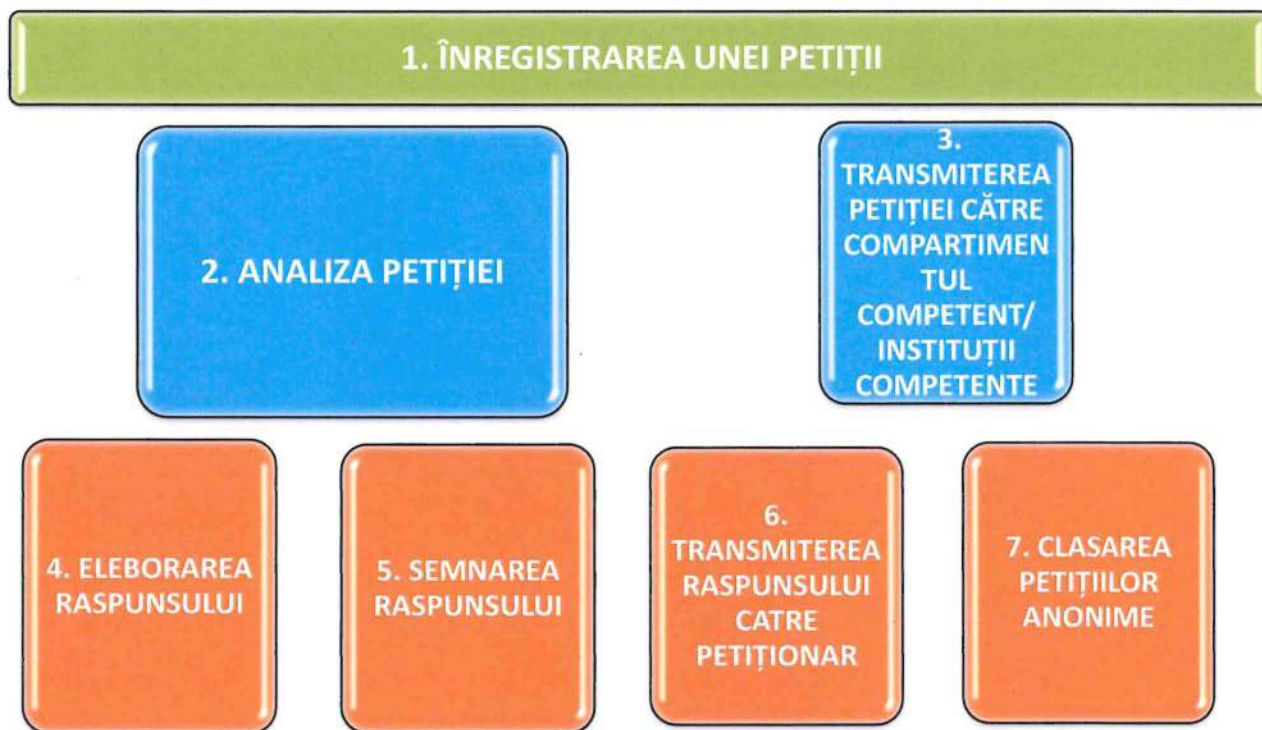 1. ÎNREGISTRAREA UNEI PETIȚII
2. ANALIZA PETIȚIEI
3.
TRANSMITEREA
PETIȚIEI CĂTRE
COMPARTIMEN
TUL
COMPETENT/
INSTITUȚII
COMPETENTE
4. ELEBORAREA
RASPUNSULUI
5. SEMNAREA
RASPUNSULUI
6.
TRANSMITEREA
RASPUNSULUI
CATRE
PETIȚIONAR
7. CLASAREA
PETIȚIILOR
ANONIME